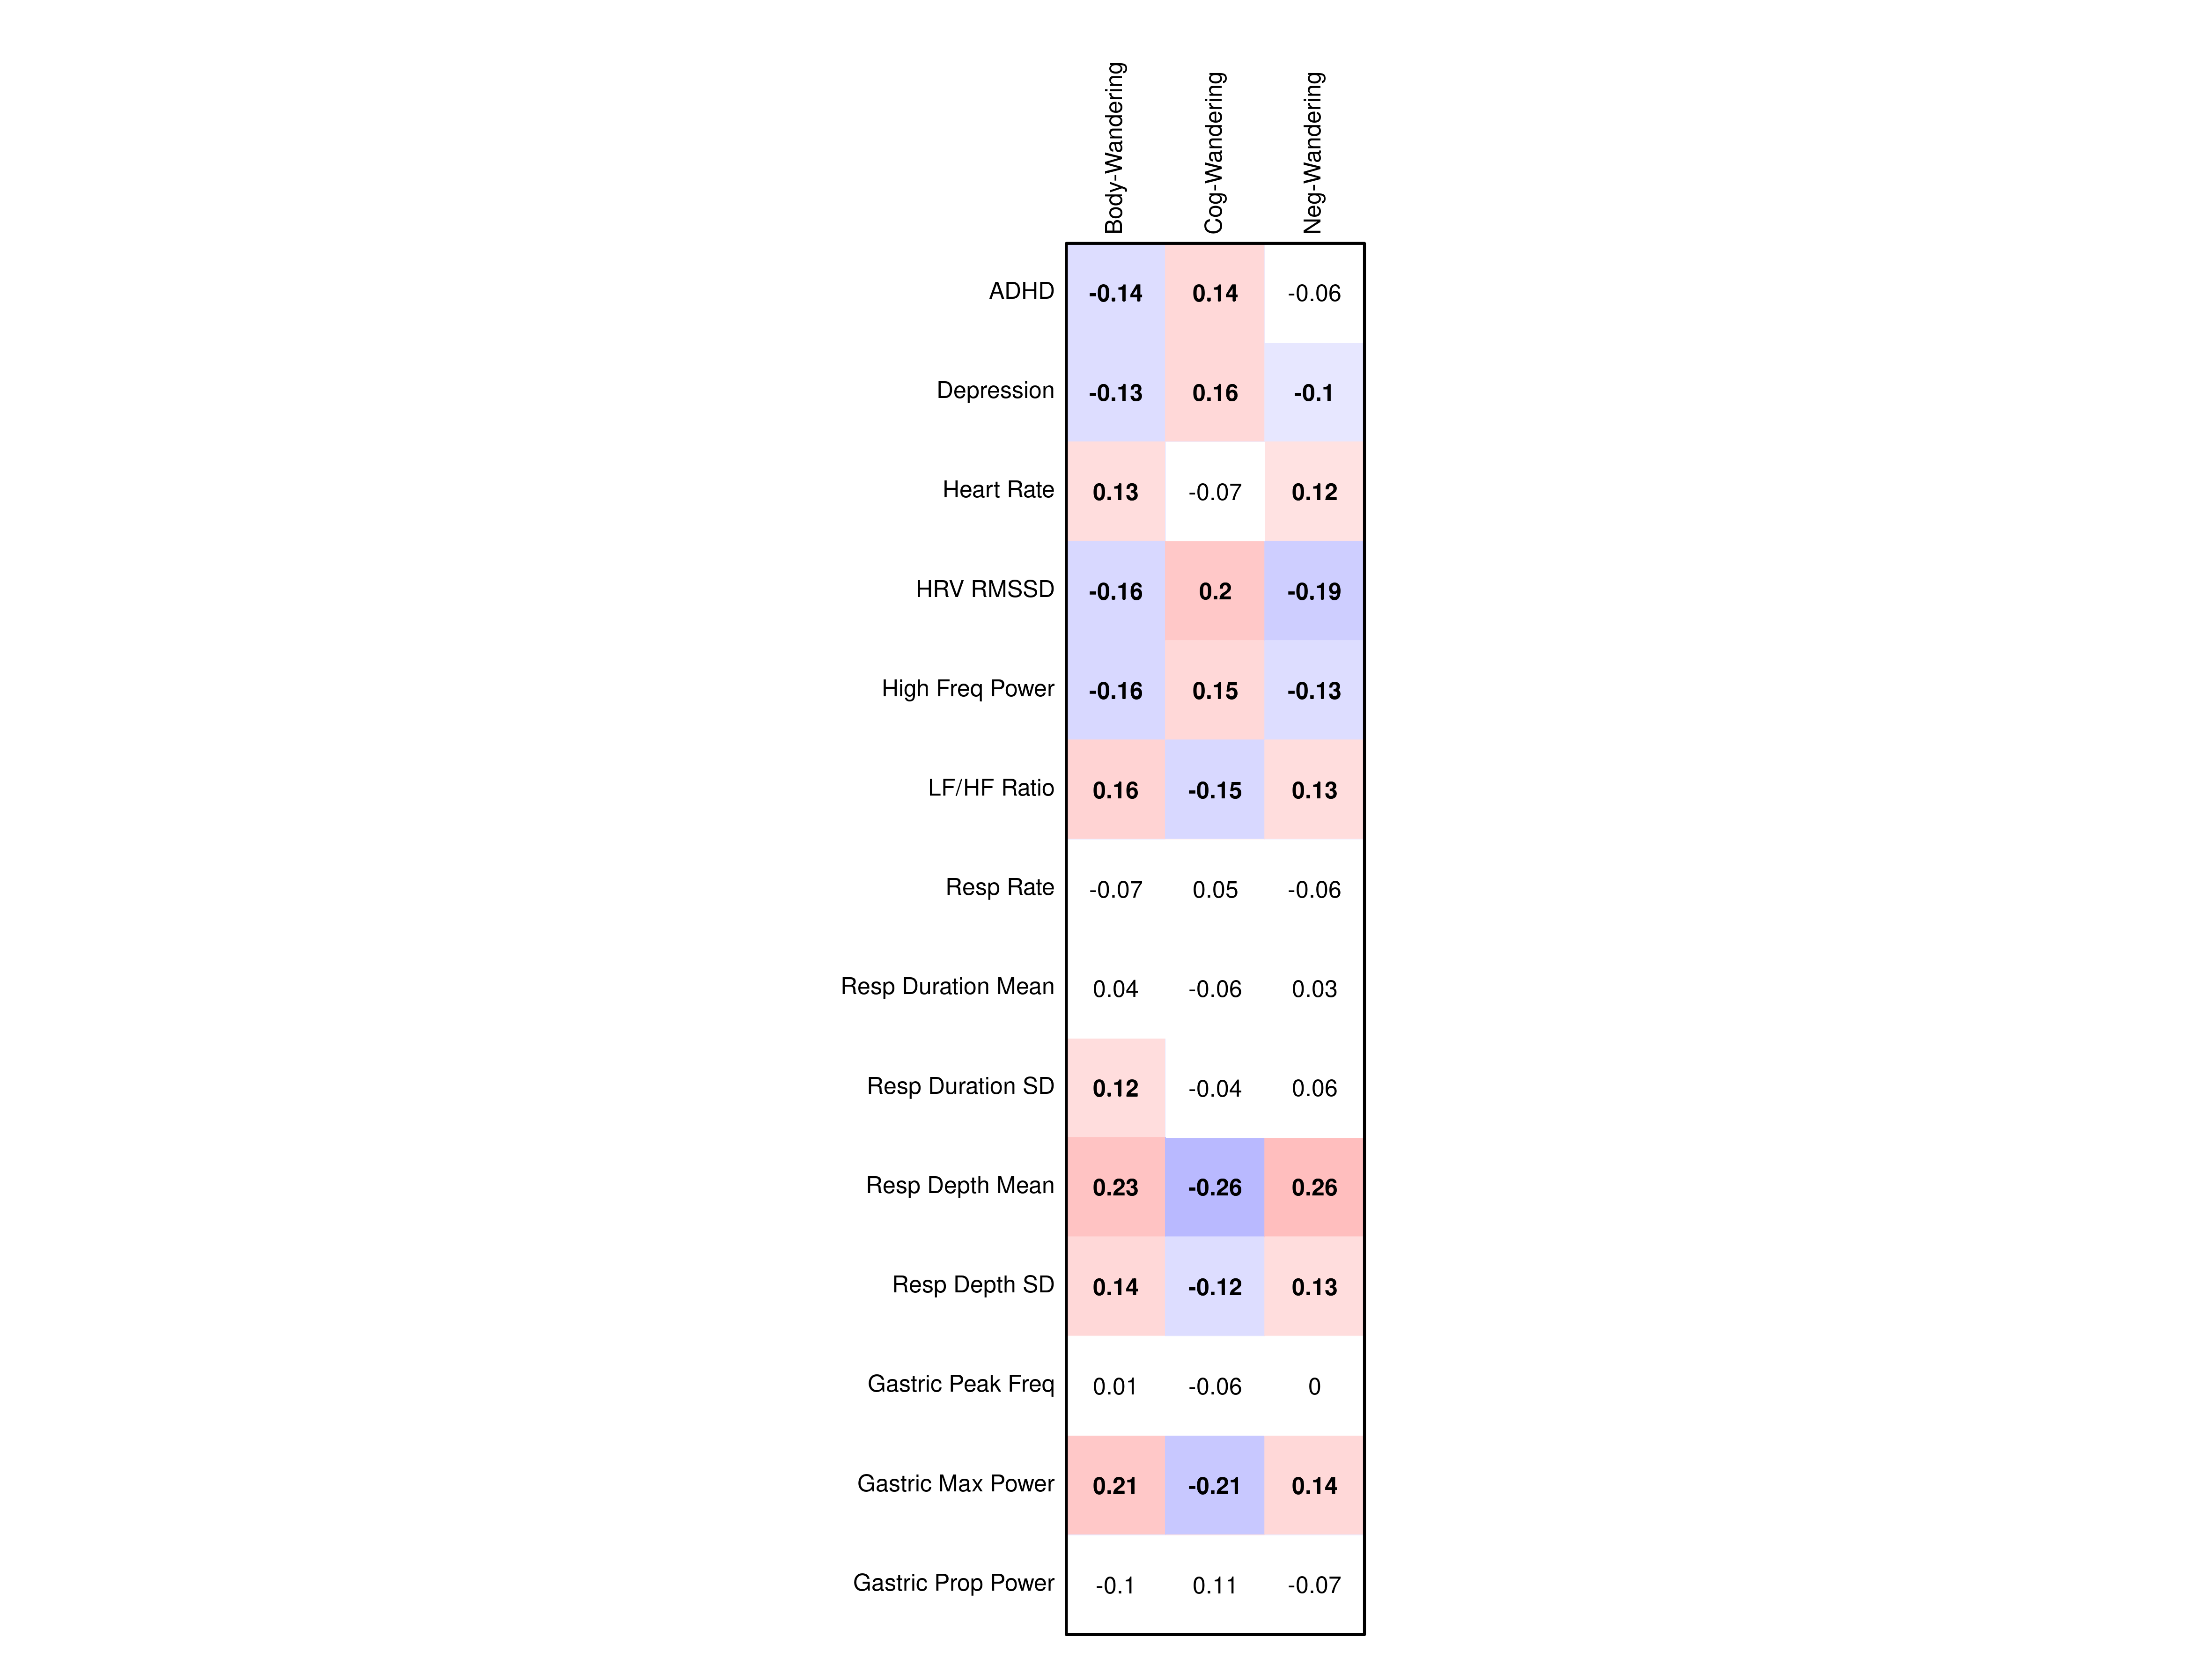 Body-Wandering Cog-Wandering Neg-Wandering
ADHD -0.14 0.14 -0.06
Depression -0.13 0.16 -0.1
Heart Rate 0.13 -0.07 0.12
HRV RMSSD -0.16 0.2 -0.19
High Freq Power -0.16 0.15 -0.13
LF/HF Ratio 0.16 -0.15 0.13
Resp Rate -0.07 0.05 -0.06
Resp Duration Mean 0.04 -0.06 0.03
Resp Duration SD 0.12 -0.04 0.06
Resp Depth Mean 0.23 -0.26 0.26
Resp Depth SD 0.14 -0.12 0.13
Gastric Peak Freq 0.01 -0.06 0
Gastric Max Power 0.21 -0.21 0.14
Gastric Prop Power -0.1 0.11 -0.07